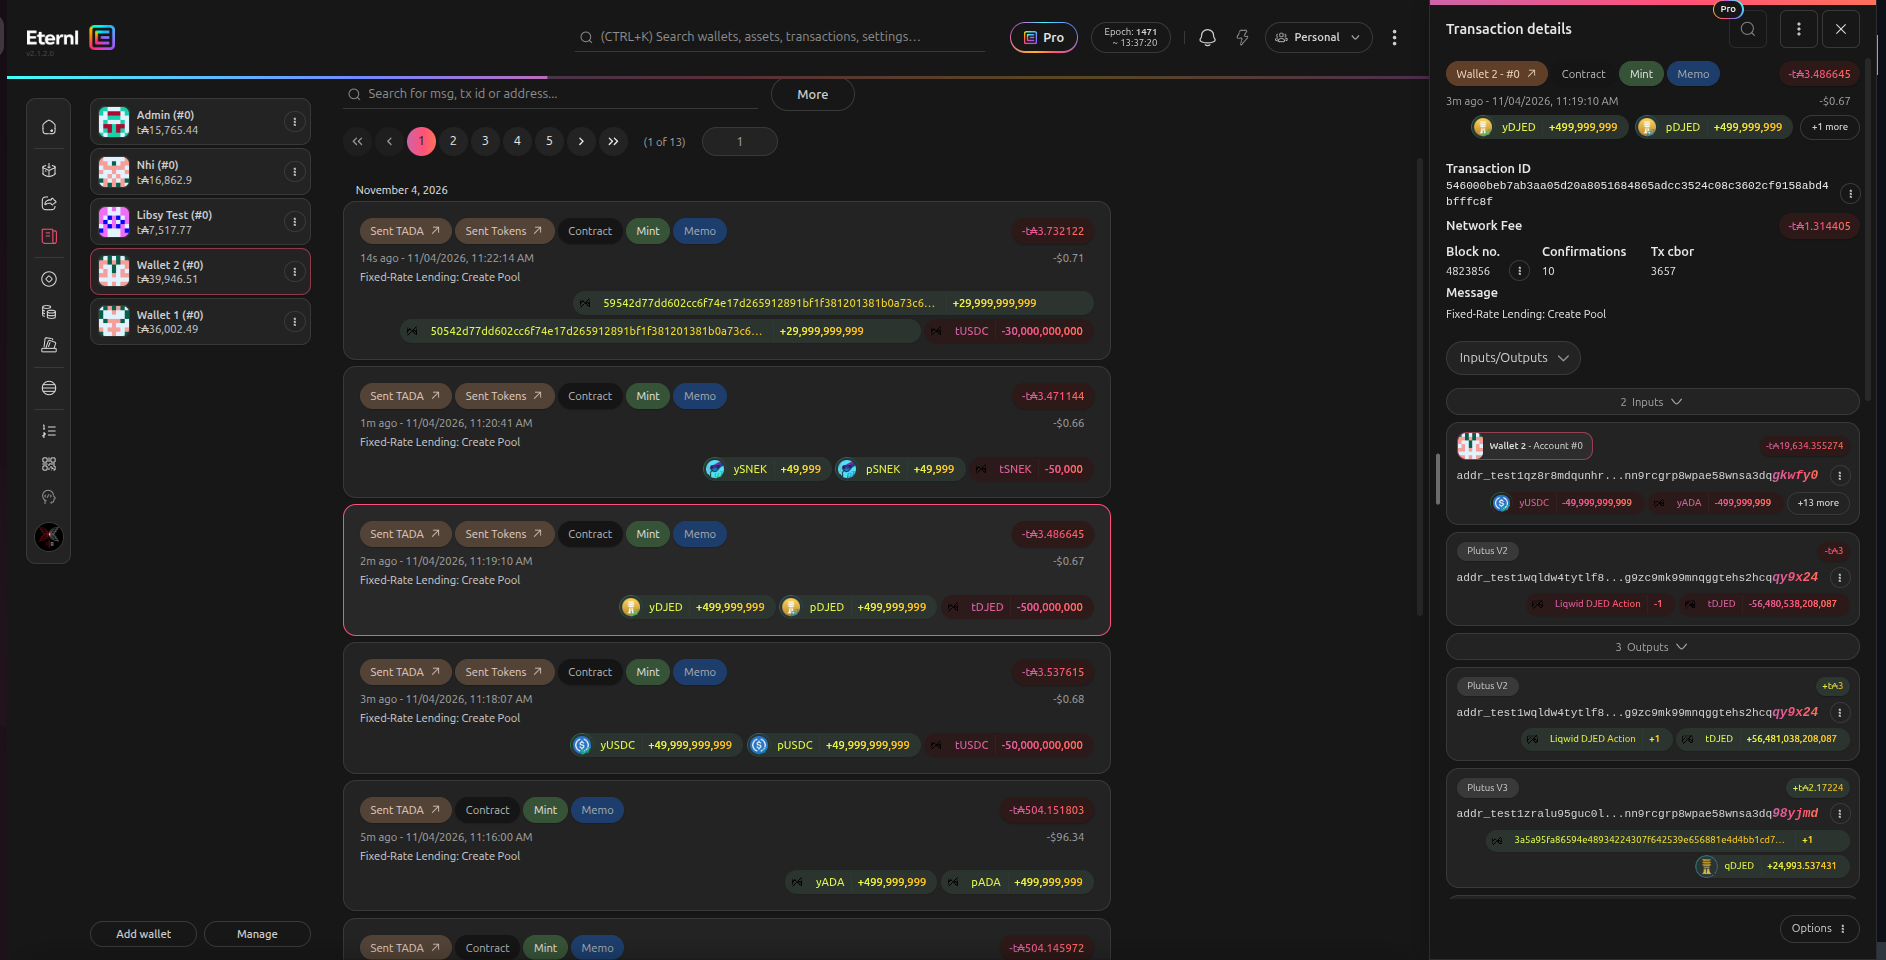 Eternl
v2.1.2.0
(CTRL+K) Search wallets, assets, transactions, settings...
Pro
Epoch: 1471
~ 13:37:20
Personal
Admin (#0)
t₳15,765.44
Nhi (#0)
t₳16,862.9
Libsy Test (#0)
t₳7,517.77
Wallet 2 (#0)
t₳39,946.51
Wallet 1 (#0)
t₳36,002.49
Add wallet
Manage
Search for msg, tx id or address...
More
1 2 3 4 5 (1 of 13) 1
November 4, 2026
Sent TADA Sent Tokens Contract Mint Memo -t₳3.732122
14s ago - 11/04/2026, 11:22:14 AM -$0.71
Fixed-Rate Lending: Create Pool
59542d77dd602cc6f74e17d265912891bf1f381201381b0a73c6... +29,999,999,999
50542d77dd602cc6f74e17d265912891bf1f381201381b0a73c6... +29,999,999,999 tUSDC -30,000,000,000
Sent TADA Sent Tokens Contract Mint Memo -t₳3.471144
1m ago - 11/04/2026, 11:20:41 AM -$0.66
Fixed-Rate Lending: Create Pool
ySNEK +49,999 pSNEK +49,999 tSNEK -50,000
Sent TADA Sent Tokens Contract Mint Memo -t₳3.486645
2m ago - 11/04/2026, 11:19:10 AM -$0.67
Fixed-Rate Lending: Create Pool
yDJED +499,999,999 pDJED +499,999,999 tDJED -500,000,000
Sent TADA Sent Tokens Contract Mint Memo -t₳3.537615
3m ago - 11/04/2026, 11:18:07 AM -$0.68
Fixed-Rate Lending: Create Pool
yUSDC +49,999,999,999 pUSDC +49,999,999,999 tUSDC -50,000,000,000
Sent TADA Contract Mint Memo -t₳504.151803
5m ago - 11/04/2026, 11:16:00 AM -$96.34
Fixed-Rate Lending: Create Pool
yADA +499,999,999 pADA +499,999,999
Sent TADA Contract Mint Memo -t₳504.145972
Pro
Transaction details
Wallet 2 - #0 Contract Mint Memo -t₳3.486645
3m ago - 11/04/2026, 11:19:10 AM -$0.67
yDJED +499,999,999 pDJED +499,999,999 +1 more
Transaction ID
546000beb7ab3aa05d20a8051684865adcc3524c08c3602cf9158abd4
bfffc8f
Network Fee -t₳1.314405
Block no. Confirmations Tx cbor
4823856 10 3657
Message
Fixed-Rate Lending: Create Pool
Inputs/Outputs
2 Inputs
Wallet 2 - Account #0 -t₳19,634.355274
addr_test1qz8r8mdqunhr...nn9rcgrp8wpae58wnsa3dqgkwfy0
yUSDC -49,999,999,999 yADA -499,999,999 +13 more
Plutus V2 -t₳3
addr_test1wqldw4tytlf8...g9zc9mk99mnqggtehs2hcqqy9x24
Liqwid DJED Action -1 tDJED -56,480,538,208,087
3 Outputs
Plutus V2 +t₳3
addr_test1wqldw4tytlf8...g9zc9mk99mnqggtehs2hcqqy9x24
Liqwid DJED Action +1 tDJED +56,481,038,208,087
Plutus V3 +t₳2.17224
addr_test1zralu95guc0l...nn9rcgrp8wpae58wnsa3dq98yjmd
3a5a95fa86594e48934224307f642539e656881e4d4bb1cd7... +1
qDJED +24,993.537431
Options